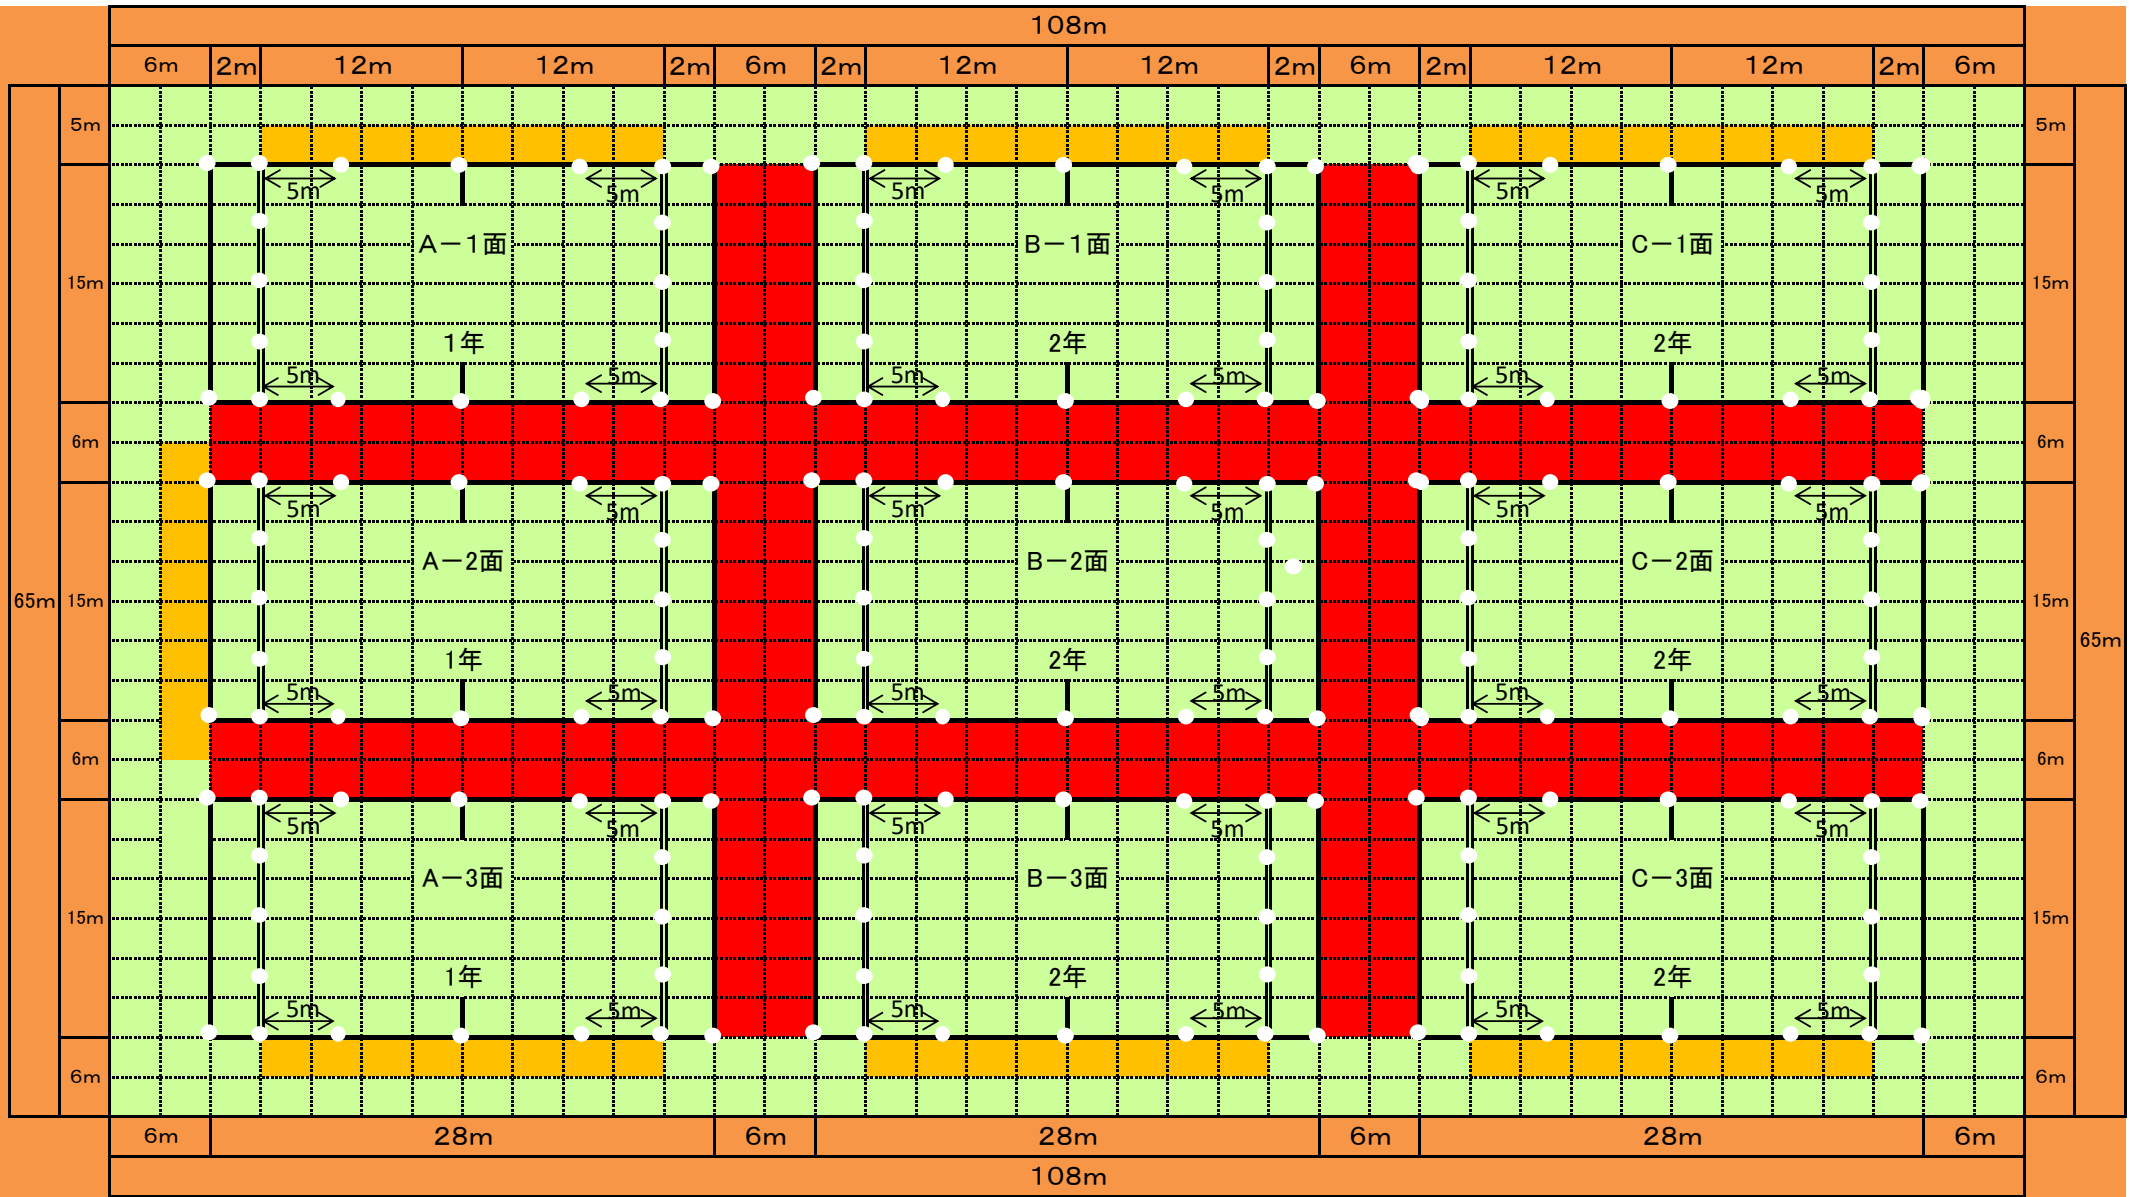 108m
6m 2m 12m 12m 2m 6m 2m 12m 12m 2m 6m 2m 12m 12m 2m 6m
5m 5m
5m 5m 5m 5m 5m 5m
A－1面 B－1面 C－1面
15m 15m
1年 2年 2年
5m 5m 5m 5m 5m 5m
6m 6m
5m 5m 5m 5m 5m 5m
A－2面 B－2面 C－2面
65m 15m 15m
65m
1年 2年 2年
5m 5m 5m 5m 5m 5m
6m 6m
5m 5m 5m 5m 5m 5m
A－3面 B－3面 C－3面
15m 15m
1年 2年 2年
5m 5m 5m 5m 5m 5m
6m 6m
6m 28m 6m 28m 6m 28m 6m
108m